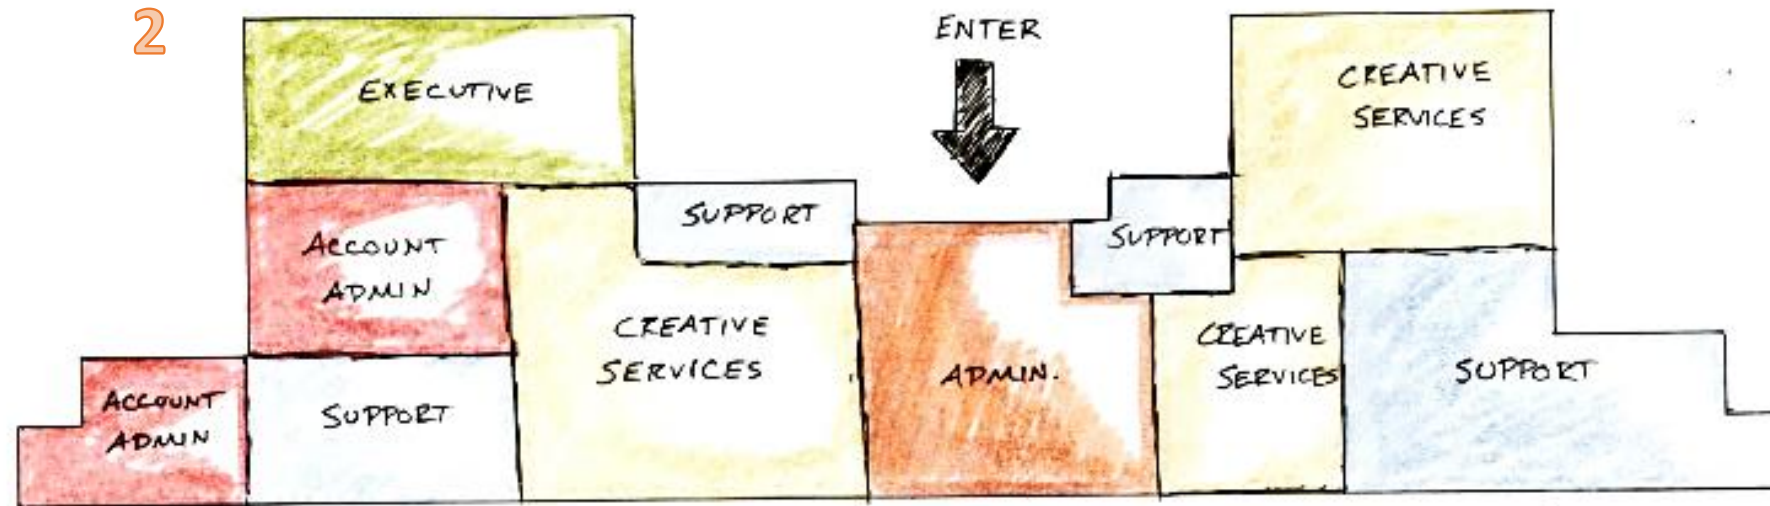 2
ENTER
EXECUTIVE
CREATIVE
SERVICES
SUPPORT
SUPPORT
ACCOUNT
ADMIN
CREATIVE
SERVICES
CREATIVE
SERVICES
ADMIN.
SUPPORT
ACCOUNT
ADMIN
SUPPORT